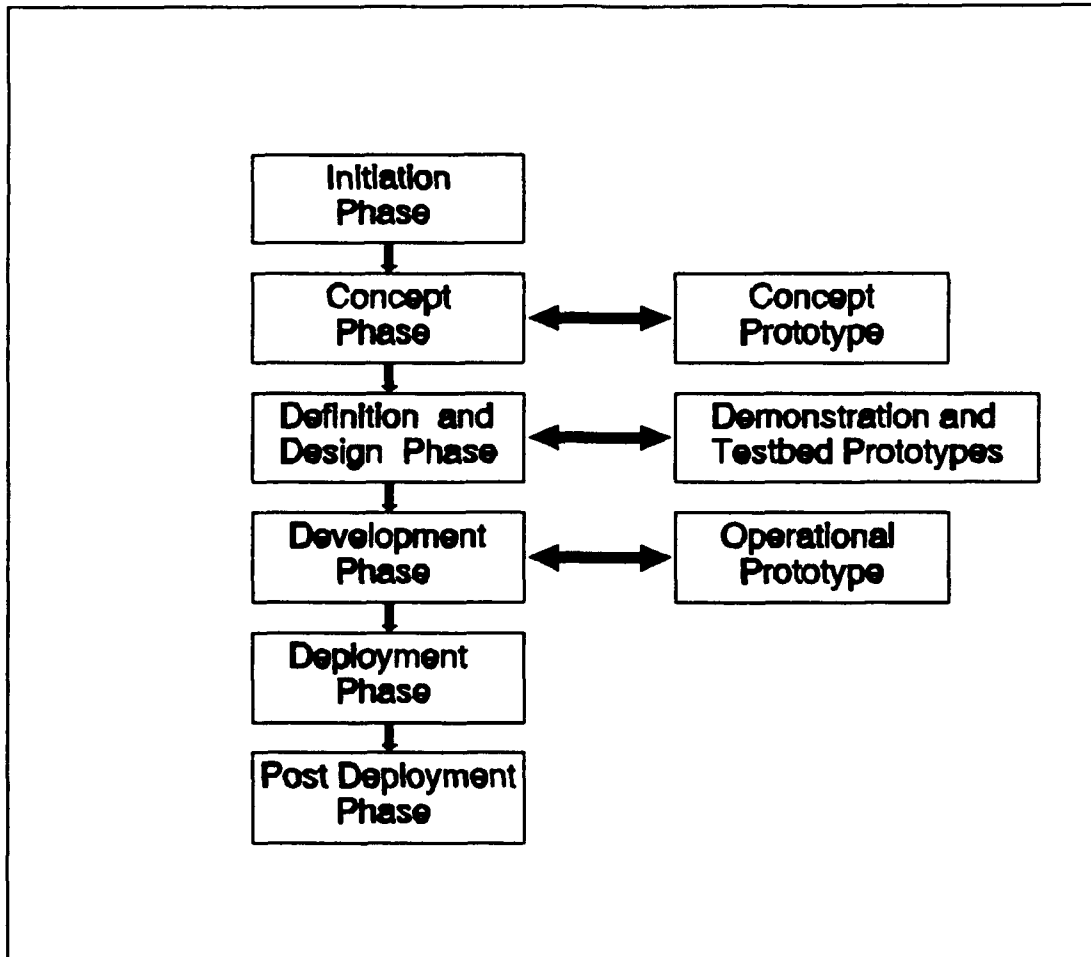 Initiation
Phase
Concept
Phase
Concept
Prototype
Definition and
Design Phase
Demonstration and
Testbed Prototypes
Development
Phase
Operational
Prototype
Deployment
Phase
Post Deployment
Phase